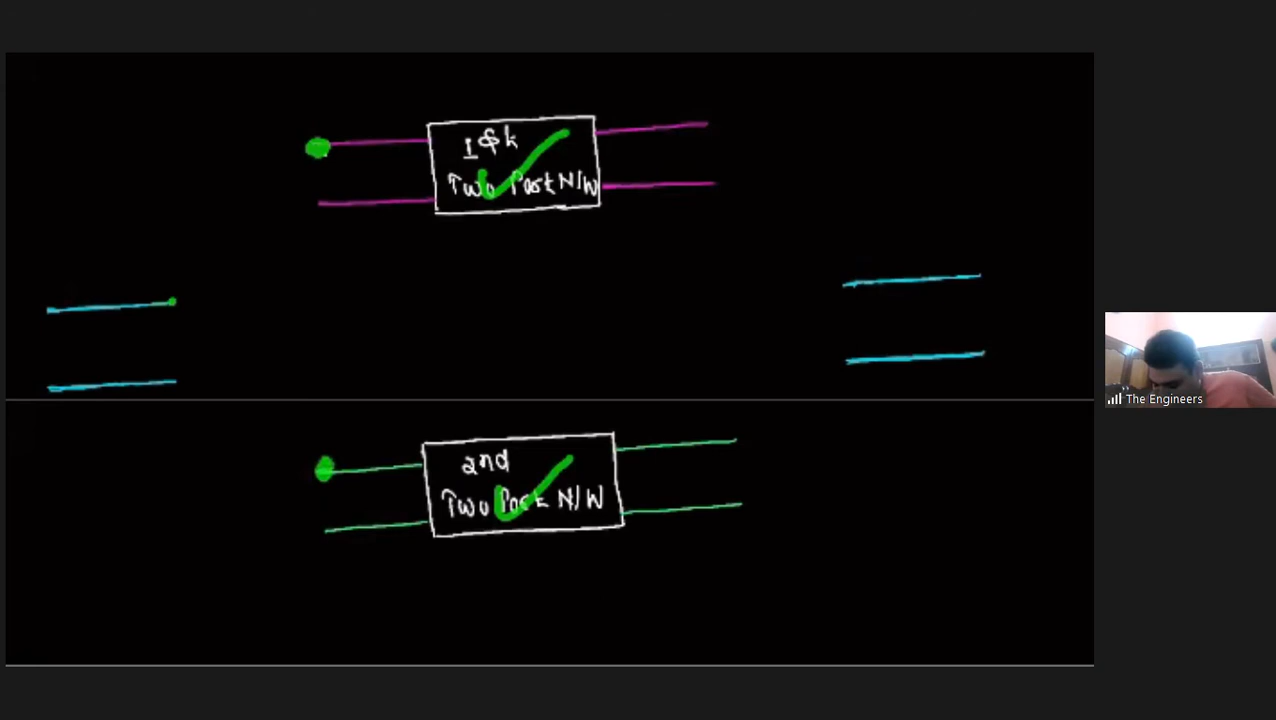 1st
Two Port N/W
The Engineers
2nd
Two Port N/W